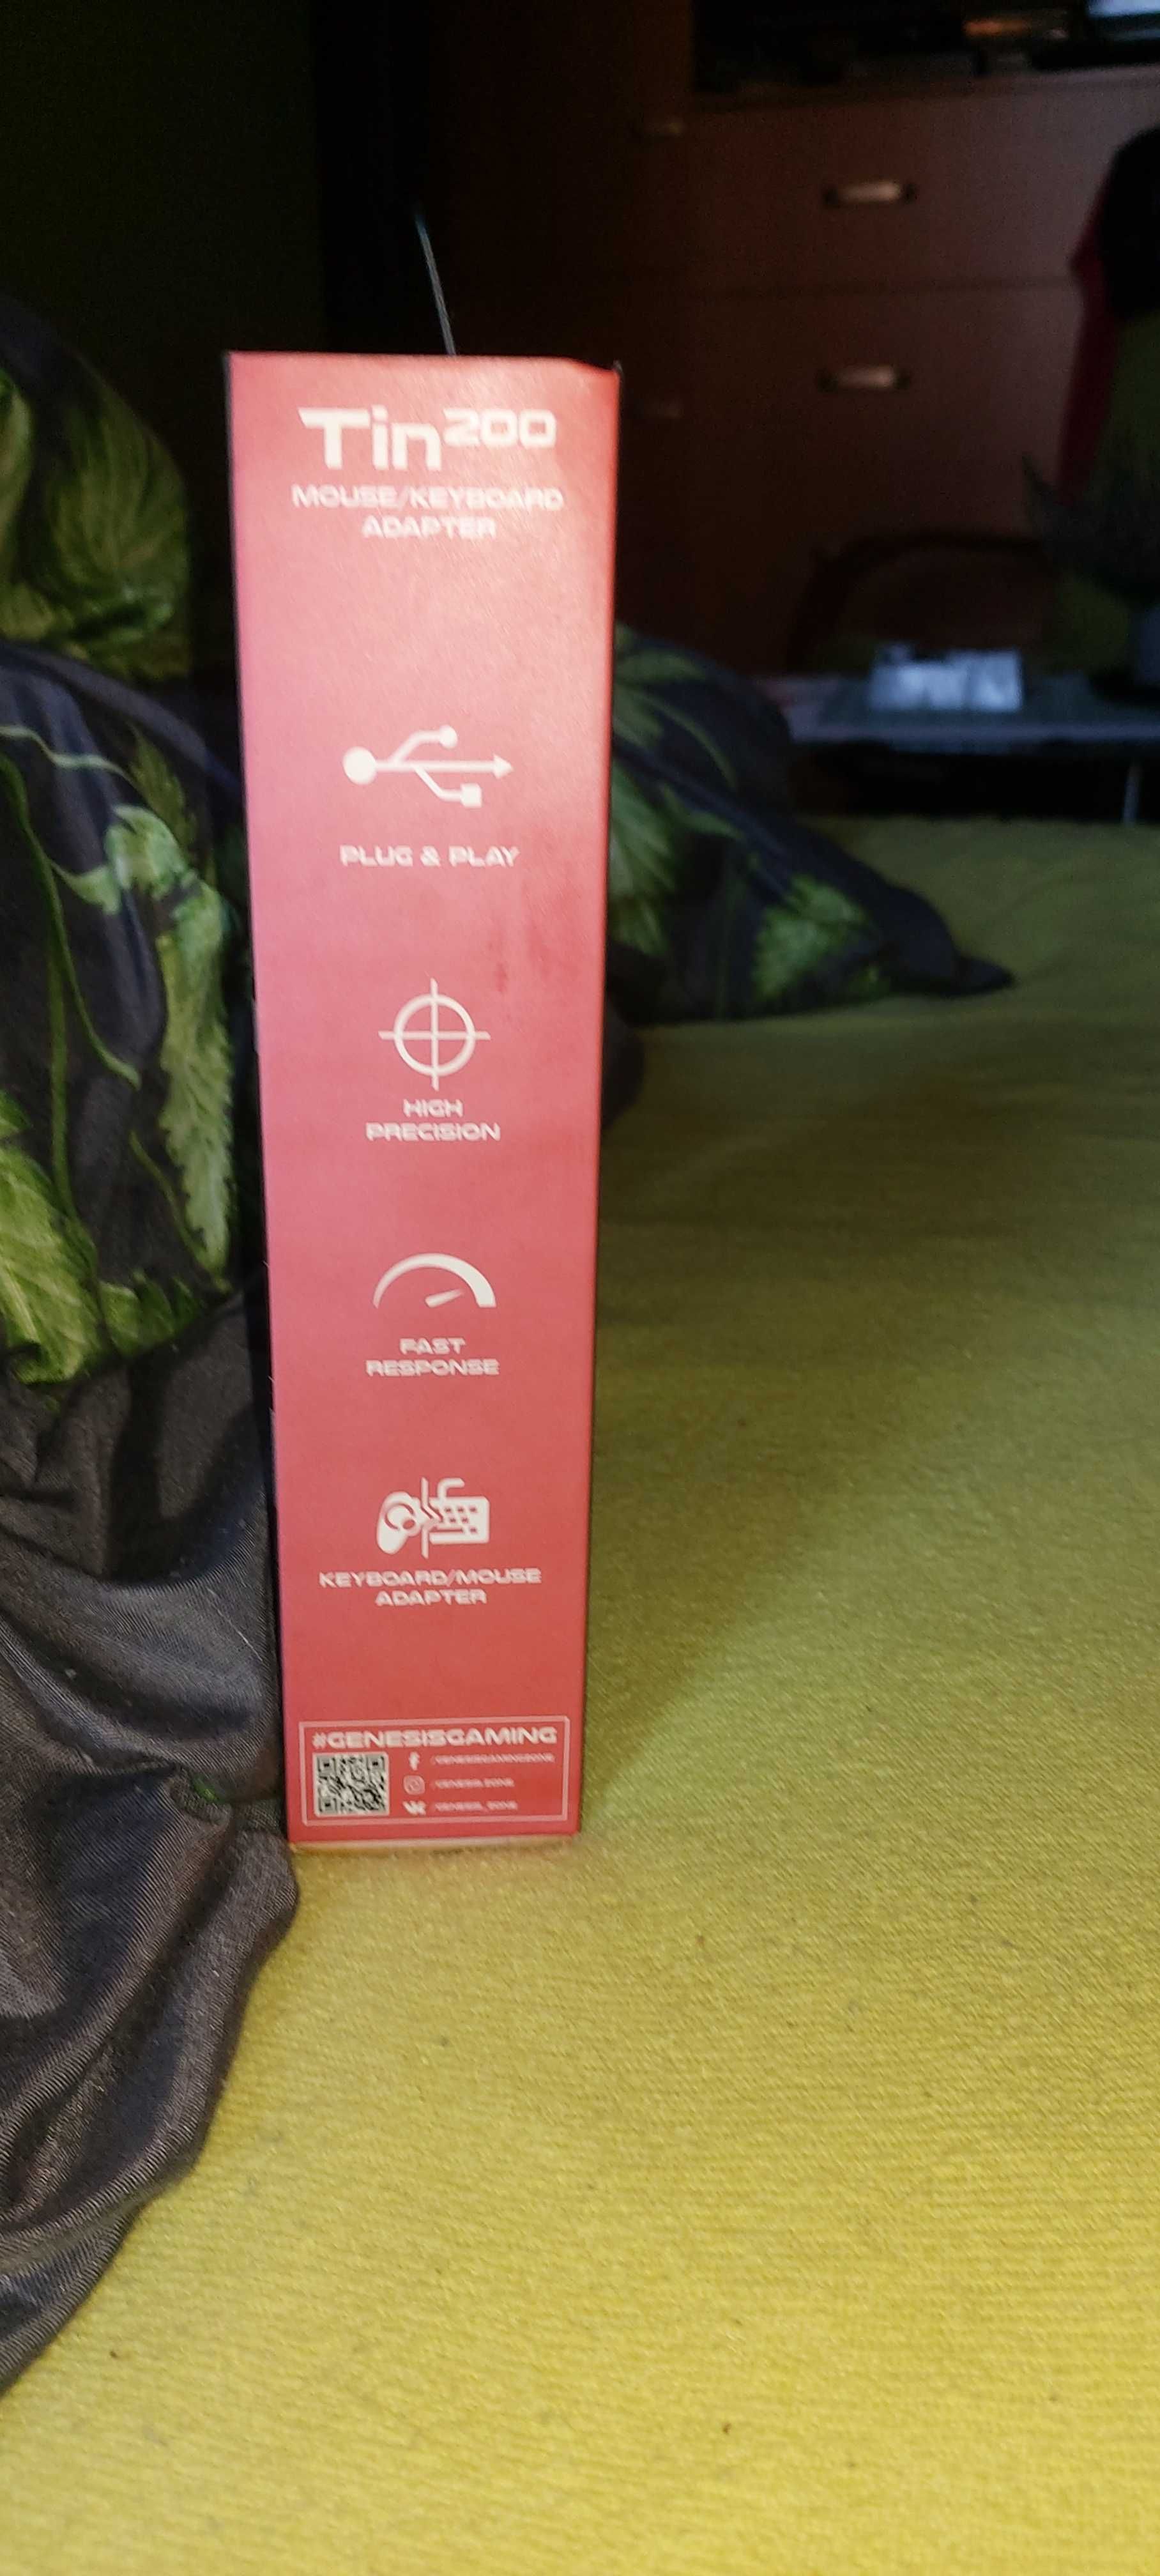 Tin200
MOUSE/KEYBOARD
ADAPTER
PLUG & PLAY
HIGH
PRECISION
FAST
RESPONSE
KEYBOARD/MOUSE
ADAPTER
#GENESISGAMING